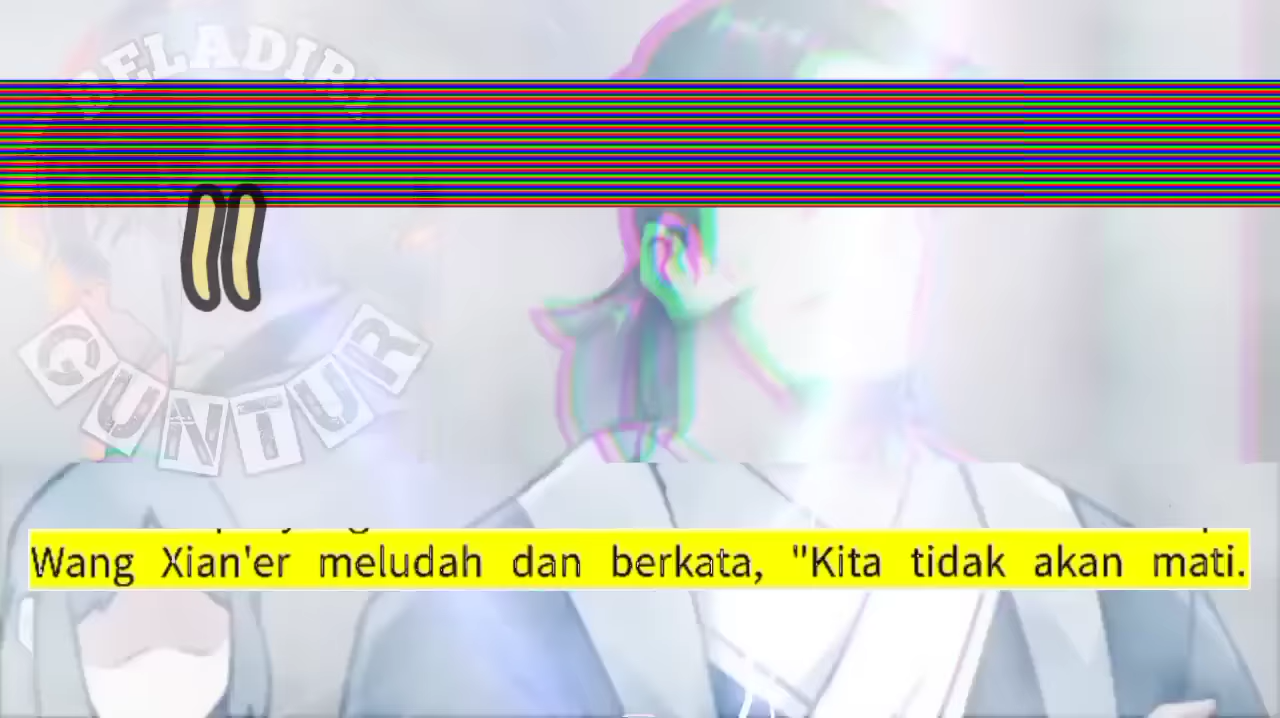 BELADIRI
GUNTUR
Wang Xian'er meludah dan berkata, "Kita tidak akan mati.